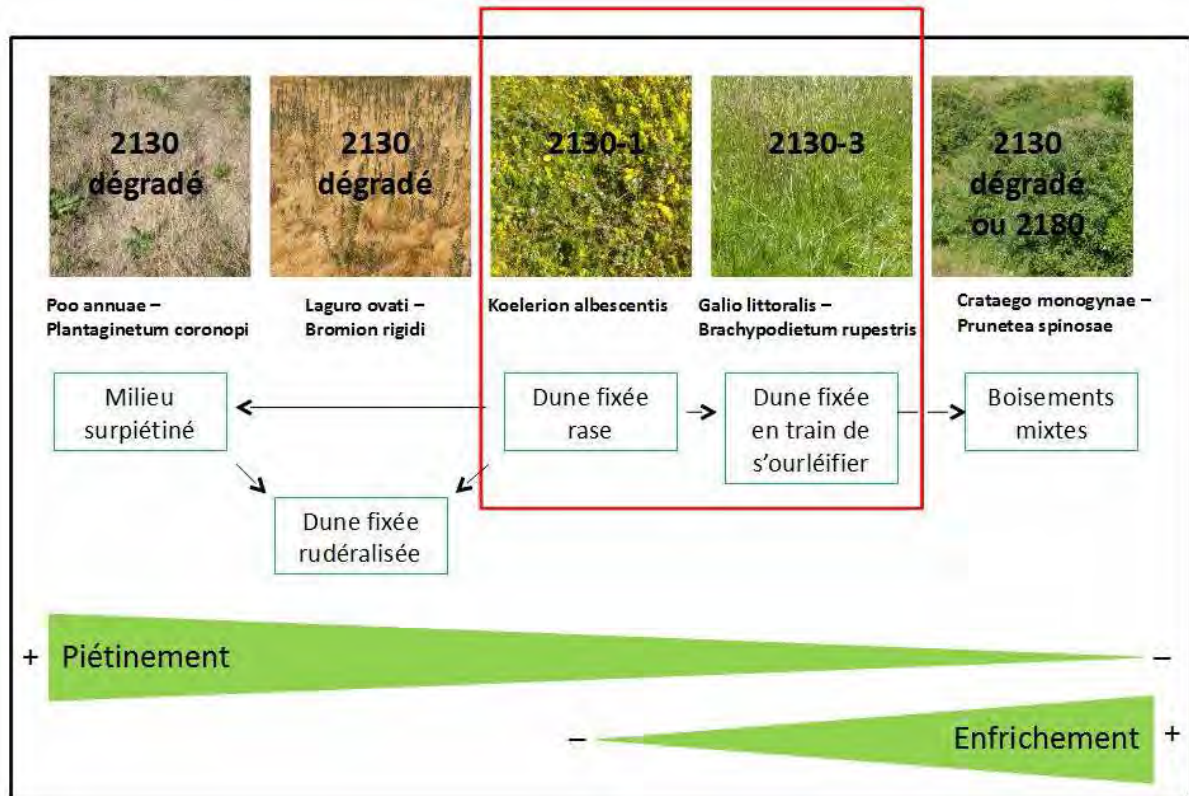 2130
dégradé
2130
dégradé
2130-1
2130-3
2130
dégradé
ou 2180
Poo annuae –
Plantaginetum coronopi
Laguro ovati –
Bromion rigidi
Koelerion albescentis
Galio littoralis –
Brachypodietum rupestris
Crataego monogynae –
Prunetea spinosae
Milieu
surpiétiné
Dune fixée
rase
Dune fixée
en train de
s'ourléifier
Boisements
mixtes
Dune fixée
rudéralisée
+ Piétinement –
– Enfrichement +